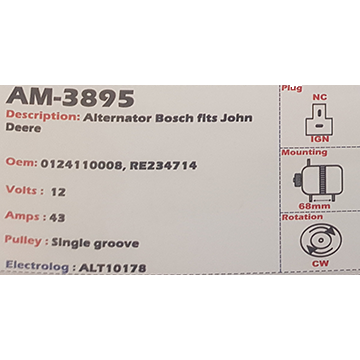 AM-3895
Description: Alternator Bosch fits John
Deere
Oem: 0124110008, RE234714
Volts : 12
Amps : 43
Pulley : Single groove
Electrolog : ALT10178
Plug
NC
IGN
Mounting
68mm
Rotation
CW